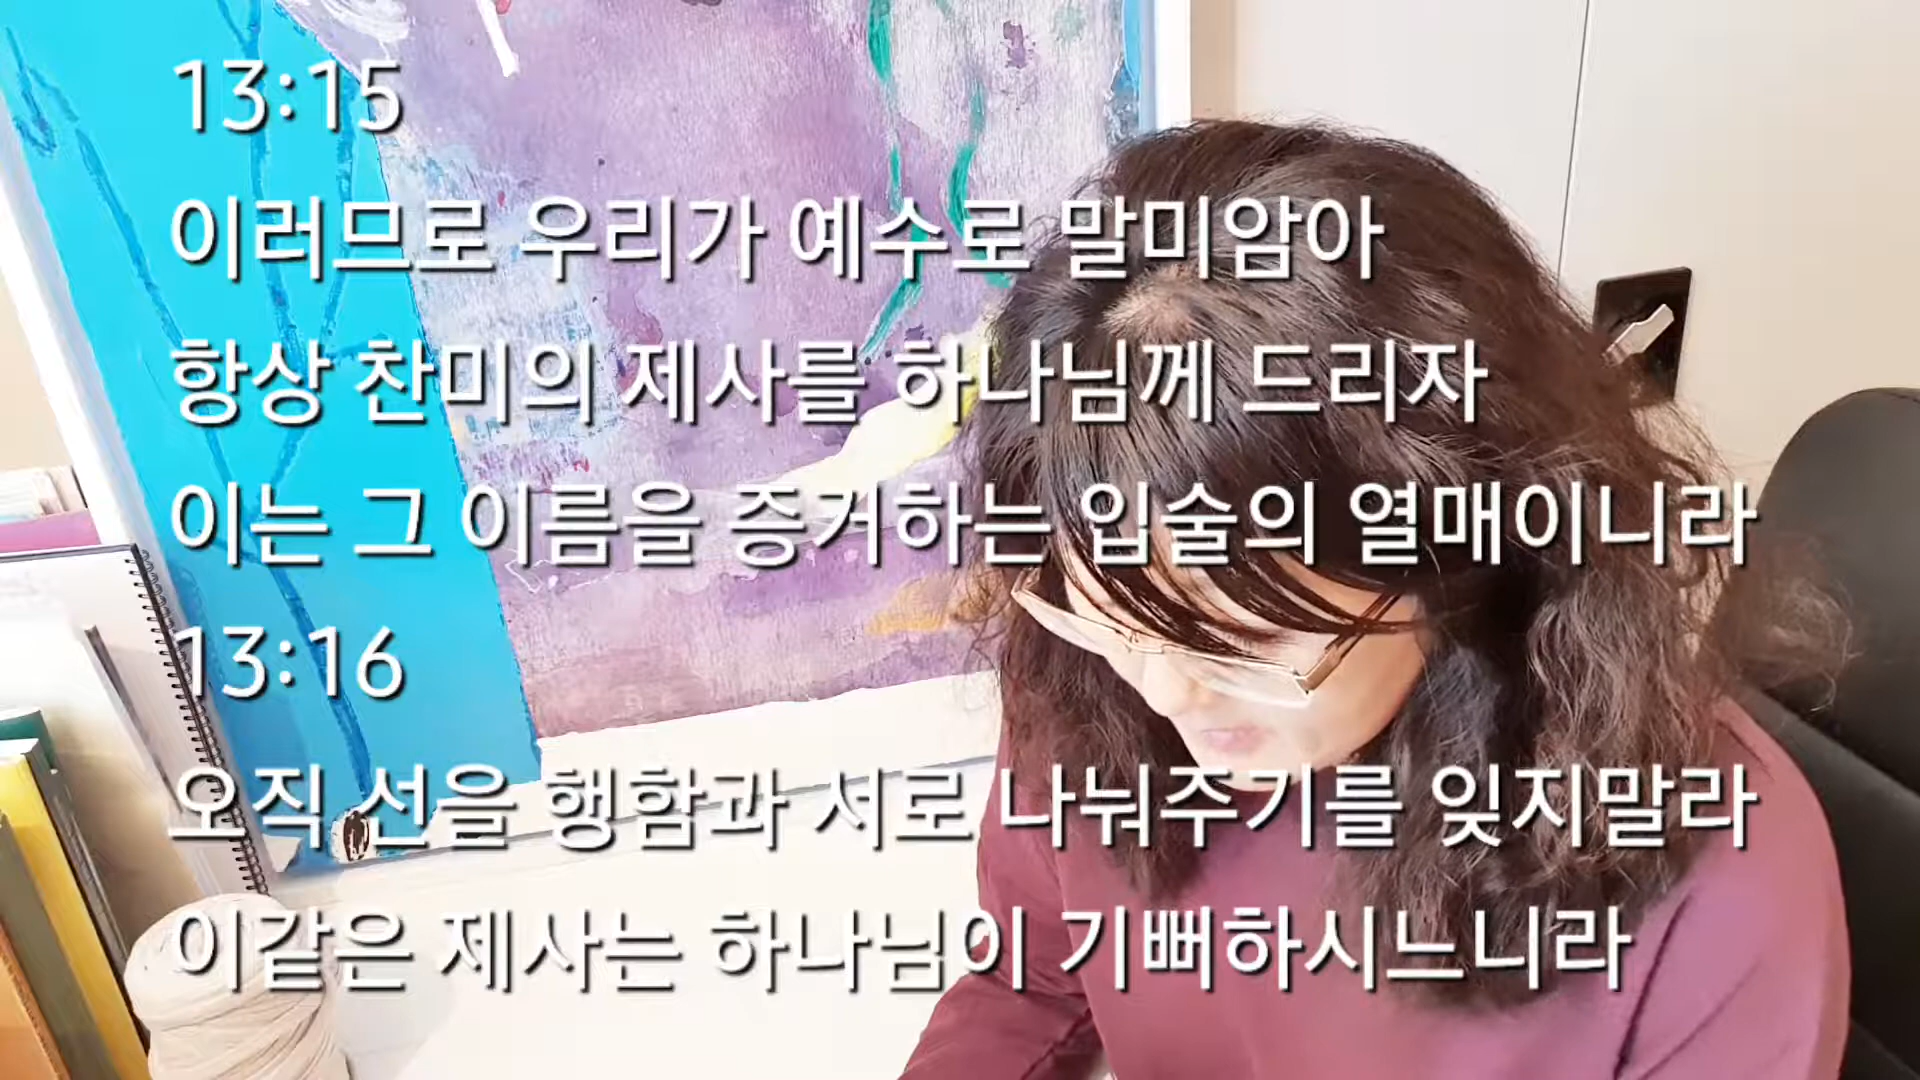 13:15
이러므로 우리가 예수로 말미암아
항상 찬미의 제사를 하나님께 드리자
이는 그 이름을 증거하는 입술의 열매이니라
13:16
오직 선을 행함과 서로 나눠주기를 잊지말라
이같은 제사는 하나님이 기뻐하시느니라